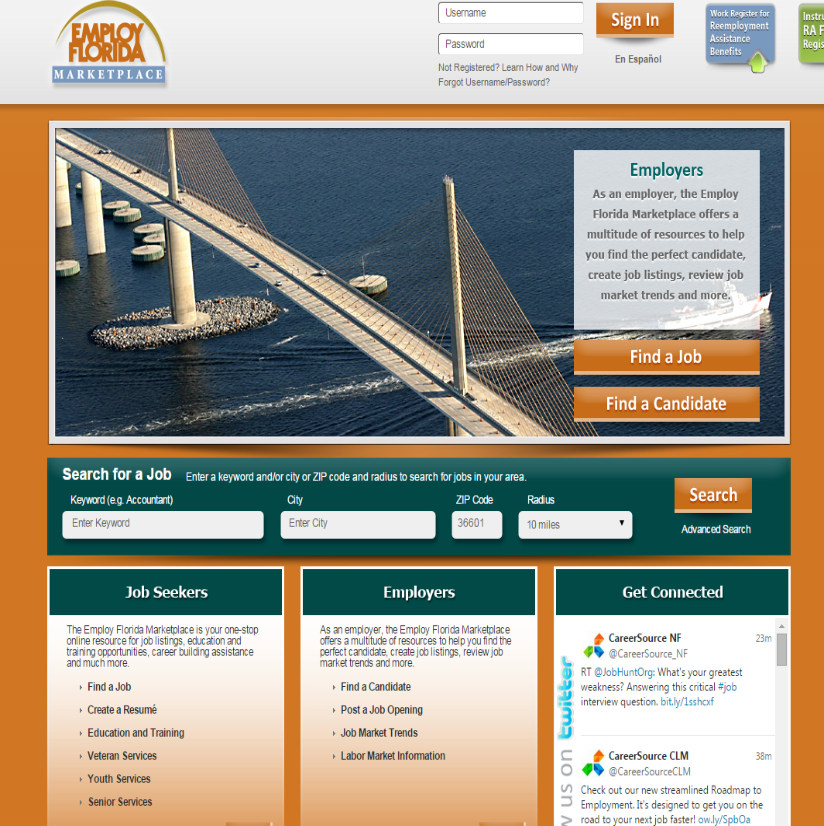 EMPLOY
FLORIDA
MARKETPLACE
Username
Password
Sign In
En Español
Not Registered? Learn How and Why
Forgot Username/Password?
Work Register for
Reemployment
Assistance
Benefits
Instru
RA F
Regis
Employers
As an employer, the Employ
Florida Marketplace offers a
multitude of resources to help
you find the perfect candidate,
create job listings, review job
market trends and more.
Find a Job
Find a Candidate
Search for a Job Enter a keyword and/or city or ZIP code and radius to search for jobs in your area.
Keyword (e.g. Accountant) City ZIP Code Radius
Enter Keyword Enter City 36601 10 miles
Search
Advanced Search
Job Seekers
The Employ Florida Marketplace is your one-stop
online resource for job listings, education and
training opportunities, career building assistance
and much more.
Find a Job
Create a Resumé
Education and Training
Veteran Services
Youth Services
Senior Services
Employers
As an employer, the Employ Florida Marketplace
offers a multitude of resources to help you find the
perfect candidate, create job listings, review job
market trends and more.
Find a Candidate
Post a Job Opening
Job Market Trends
Labor Market Information
Get Connected
w us on twitter
CareerSource NF 23m
@CareerSource_NF
RT @JobHuntOrg: What's your greatest
weakness? Answering this critical #job
interview question. bit.ly/1sshcxf
CareerSource CLM 38m
@CareerSourceCLM
Check out our new streamlined Roadmap to
Employment. It's designed to get you on the
road to your next job faster! ow.ly/SpbOa